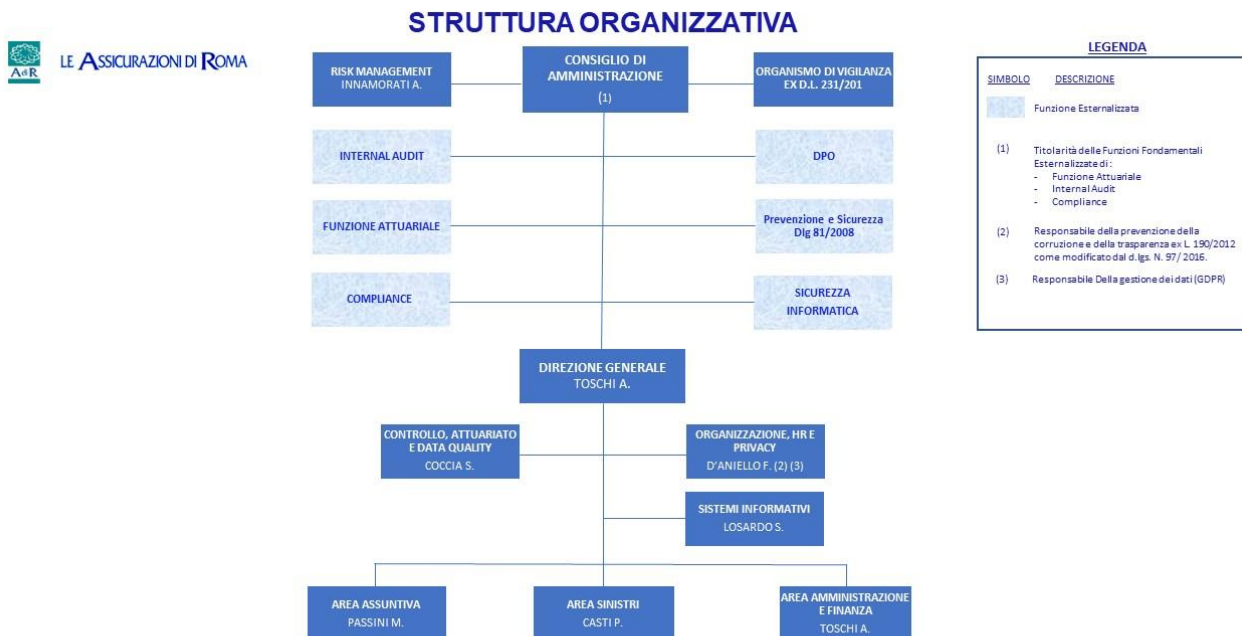 STRUTTURA ORGANIZZATIVA
A&R
LE ASSICURAZIONI DI ROMA
RISK MANAGEMENT
INNAMORATI A.
CONSIGLIO DI
AMMINISTRAZIONE
(1)
ORGANISMO DI VIGILANZA
EX D.L. 231/201
INTERNAL AUDIT
DPO
FUNZIONE ATTUARIALE
Prevenzione e Sicurezza
Dlg 81/2008
COMPLIANCE
SICUREZZA
INFORMATICA
DIREZIONE GENERALE
TOSCHI A.
CONTROLLO, ATTUARIATO
E DATA QUALITY
COCCIA S.
ORGANIZZAZIONE, HR E
PRIVACY
D'ANIELLO F. (2) (3)
SISTEMI INFORMATIVI
LOSARDO S.
AREA ASSUNTIVA
PASSINI M.
AREA SINISTRI
CASTI P.
AREA AMMINISTRAZIONE
E FINANZA
TOSCHI A.
LEGENDA
SIMBOLO DESCRIZIONE
Funzione Esternalizzata
(1) Titolarità delle Funzioni Fondamentali
Esternalizzate di :
- Funzione Attuariale
- Internal Audit
- Compliance
(2) Responsabile della prevenzione della
corruzione e della trasparenza ex L. 190/2012
come modificato dal d.lgs. N. 97/ 2016.
(3) Responsabile Della gestione dei dati (GDPR)